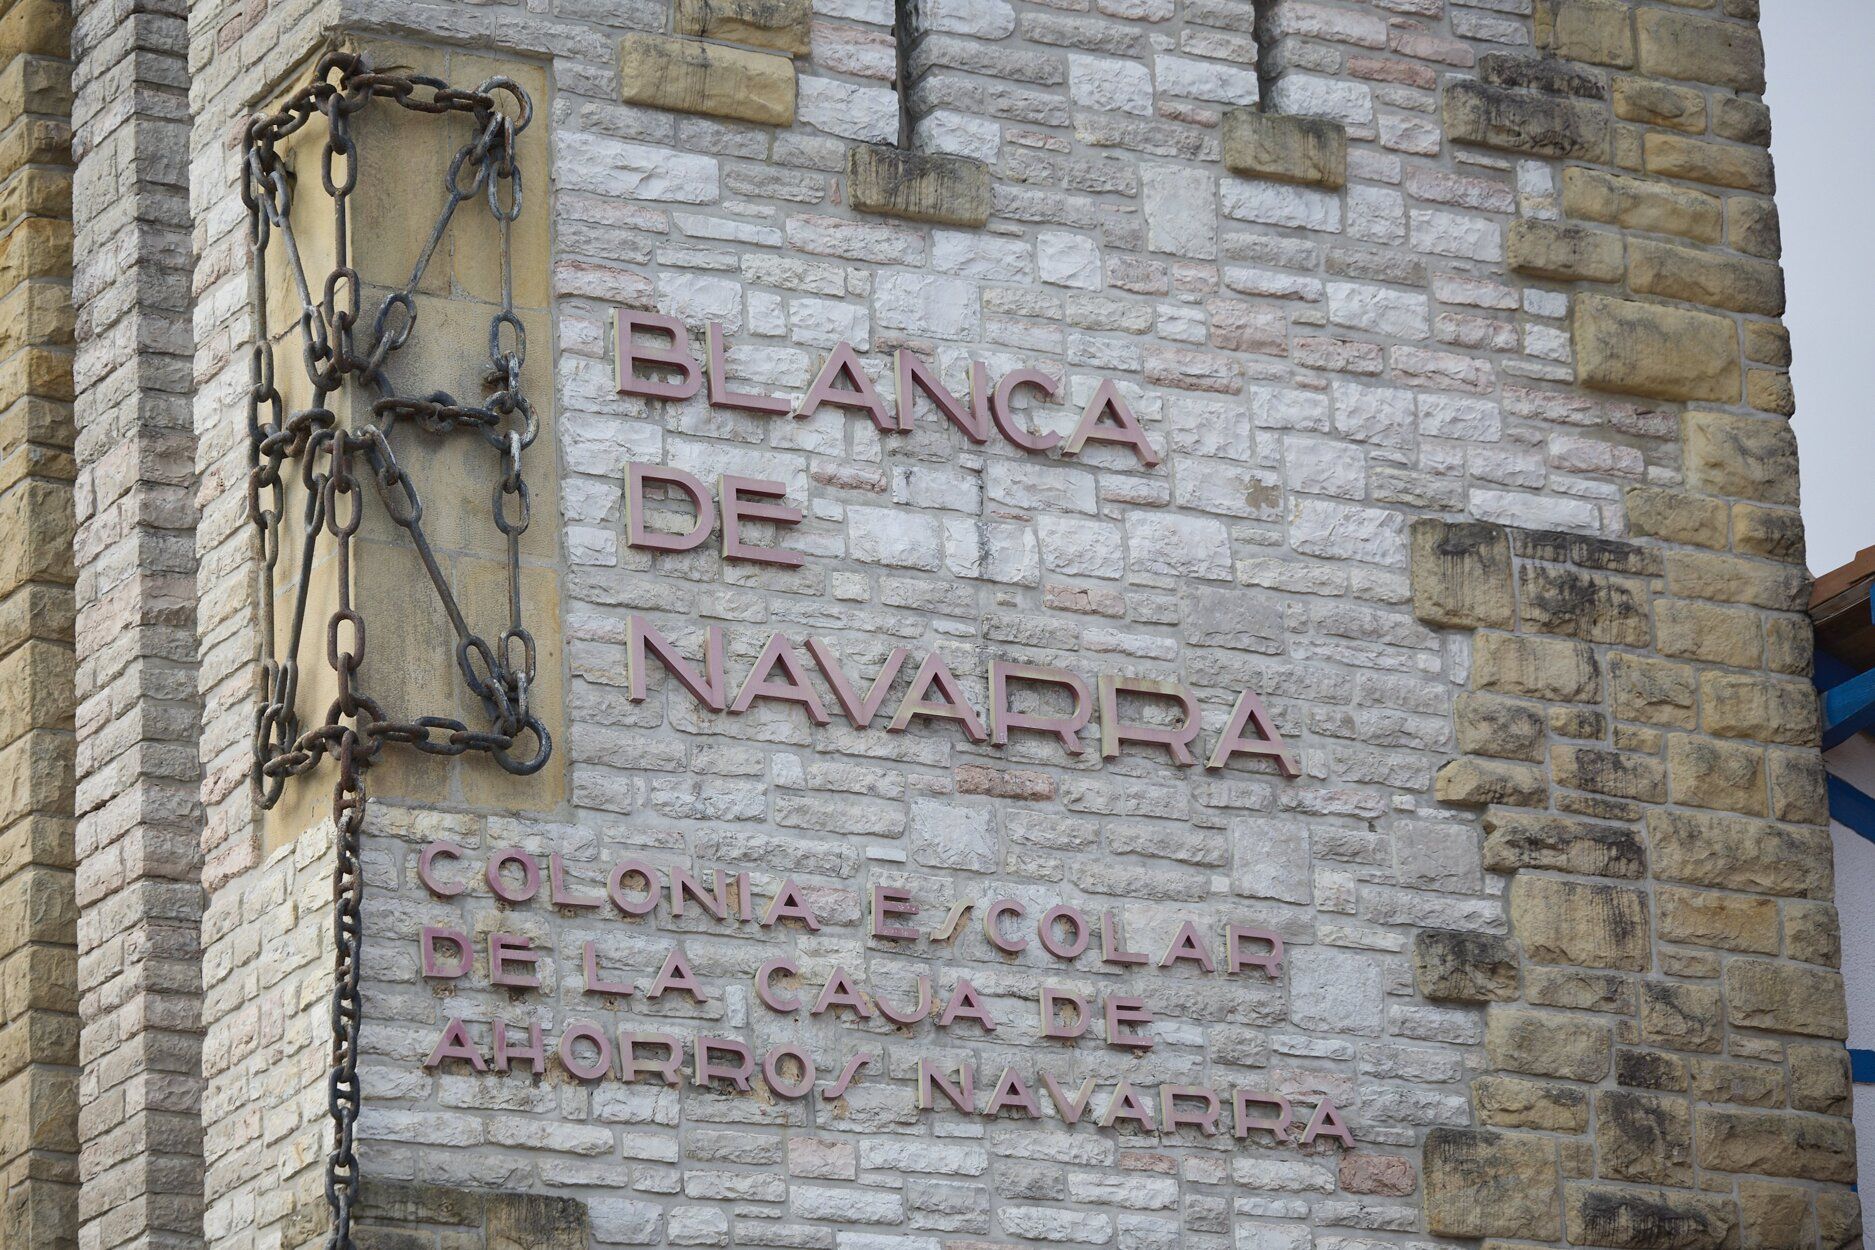 BLANCA
DE
NAVARRA
COLONIA ESCOLAR
DE LA CAJA DE
AHORROS NAVARRA